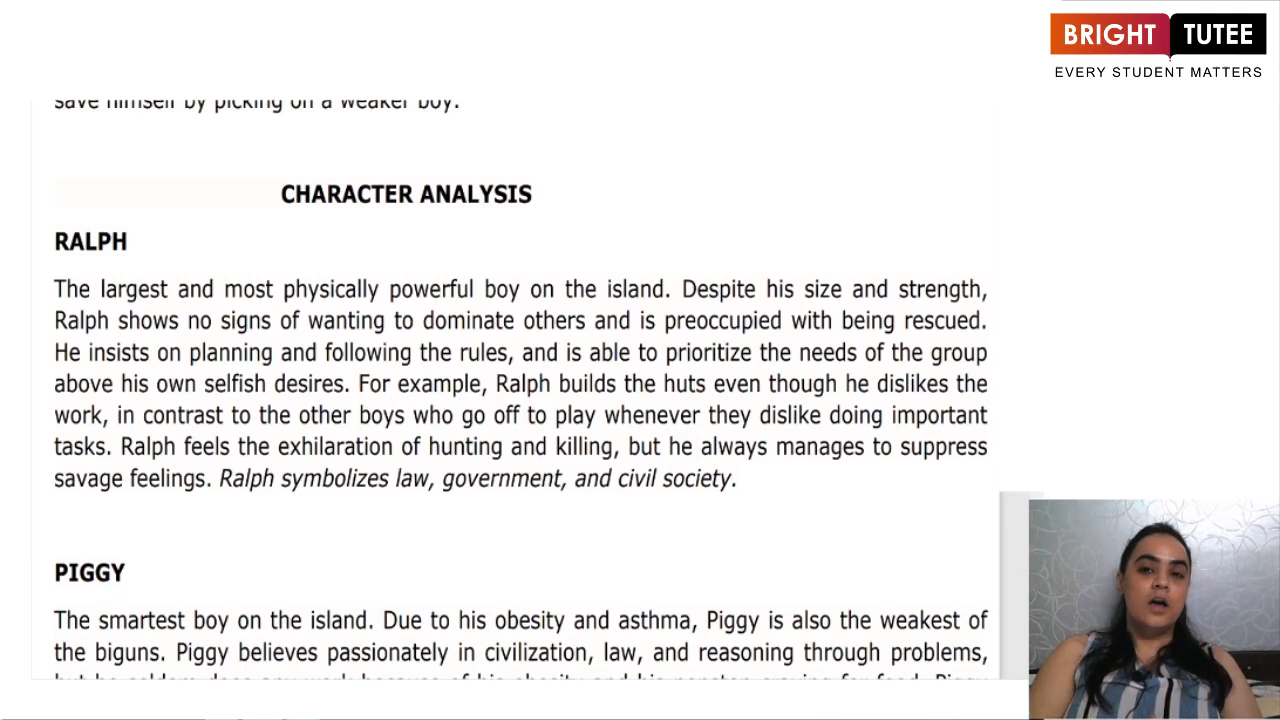 BRIGHT TUTEE
EVERY STUDENT MATTERS
save himself by picking on a weaker boy.
CHARACTER ANALYSIS
RALPH
The largest and most physically powerful boy on the island. Despite his size and strength,
Ralph shows no signs of wanting to dominate others and is preoccupied with being rescued.
He insists on planning and following the rules, and is able to prioritize the needs of the group
above his own selfish desires. For example, Ralph builds the huts even though he dislikes the
work, in contrast to the other boys who go off to play whenever they dislike doing important
tasks. Ralph feels the exhilaration of hunting and killing, but he always manages to suppress
savage feelings. Ralph symbolizes law, government, and civil society.
PIGGY
The smartest boy on the island. Due to his obesity and asthma, Piggy is also the weakest of
the biguns. Piggy believes passionately in civilization, law, and reasoning through problems,